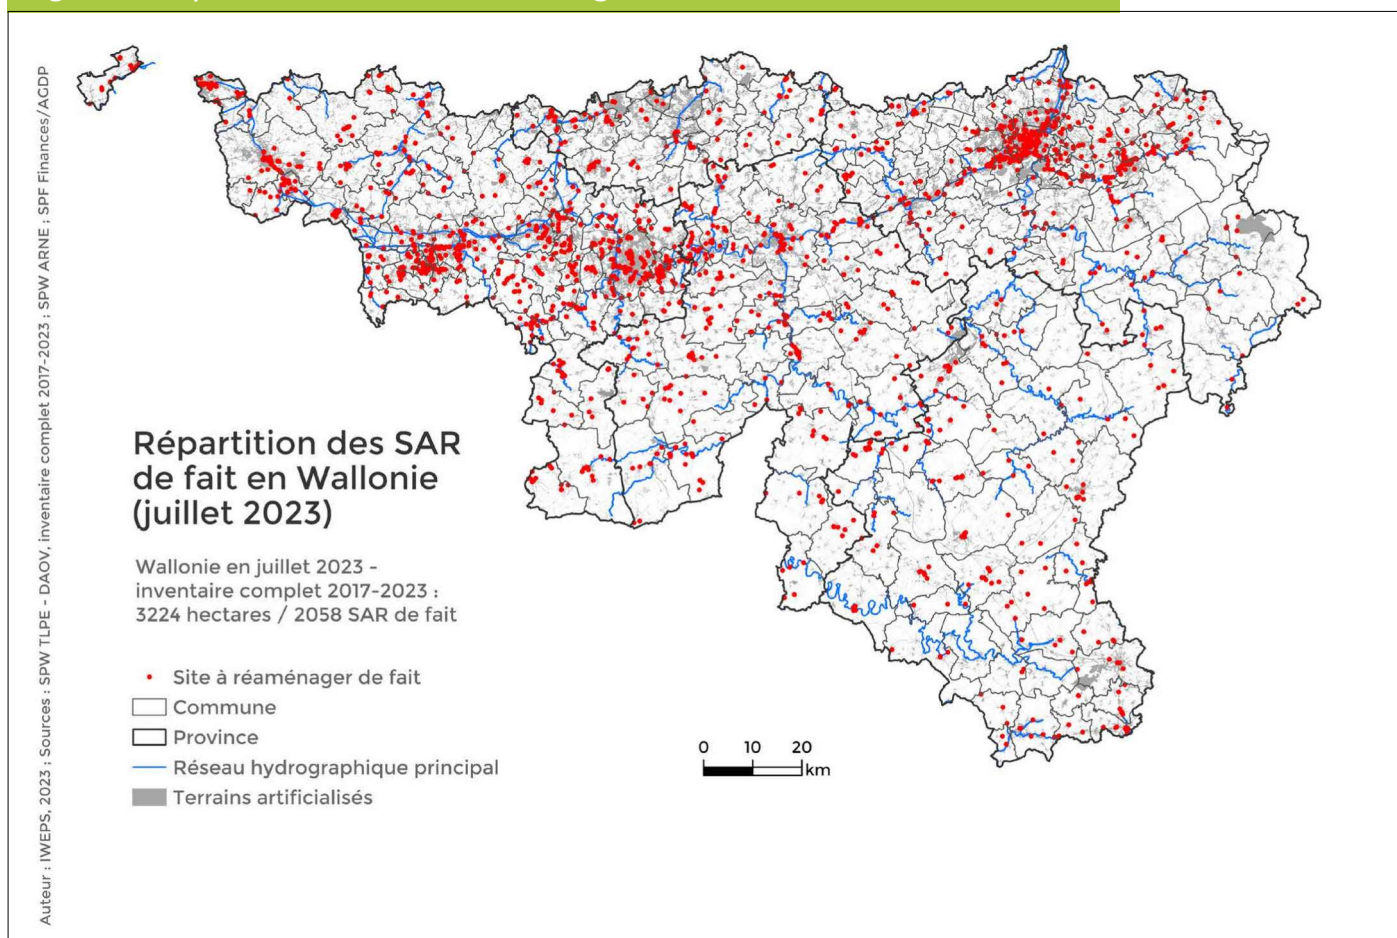 Répartition des SAR
de fait en Wallonie
(juillet 2023)
Wallonie en juillet 2023 -
inventaire complet 2017-2023 :
3224 hectares / 2058 SAR de fait
Site à réaménager de fait
Commune
Province
Réseau hydrographique principal
Terrains artificialisés
0 10 20
km
Auteur : IWEPS, 2023 ; Sources : SPW TLPE - DAOV, inventaire complet 2017-2023 ; SPW ARNE ; SPF Finances/AGDP